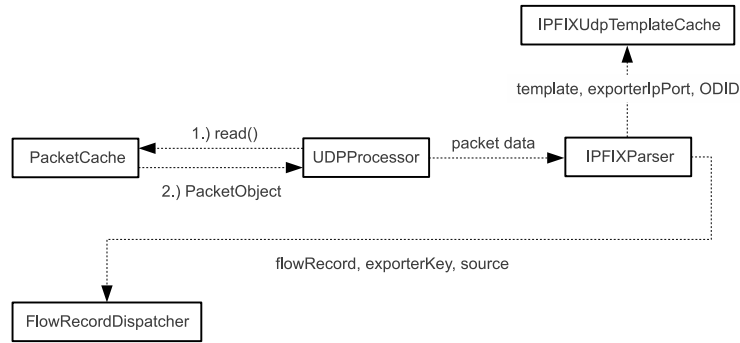 IPFIXUdpTemplateCache
template, exporterIpPort, ODID
1.) read()
PacketCache
UDPProcessor
packet data
IPFIXParser
2.) PacketObject
flowRecord, exporterKey, source
FlowRecordDispatcher